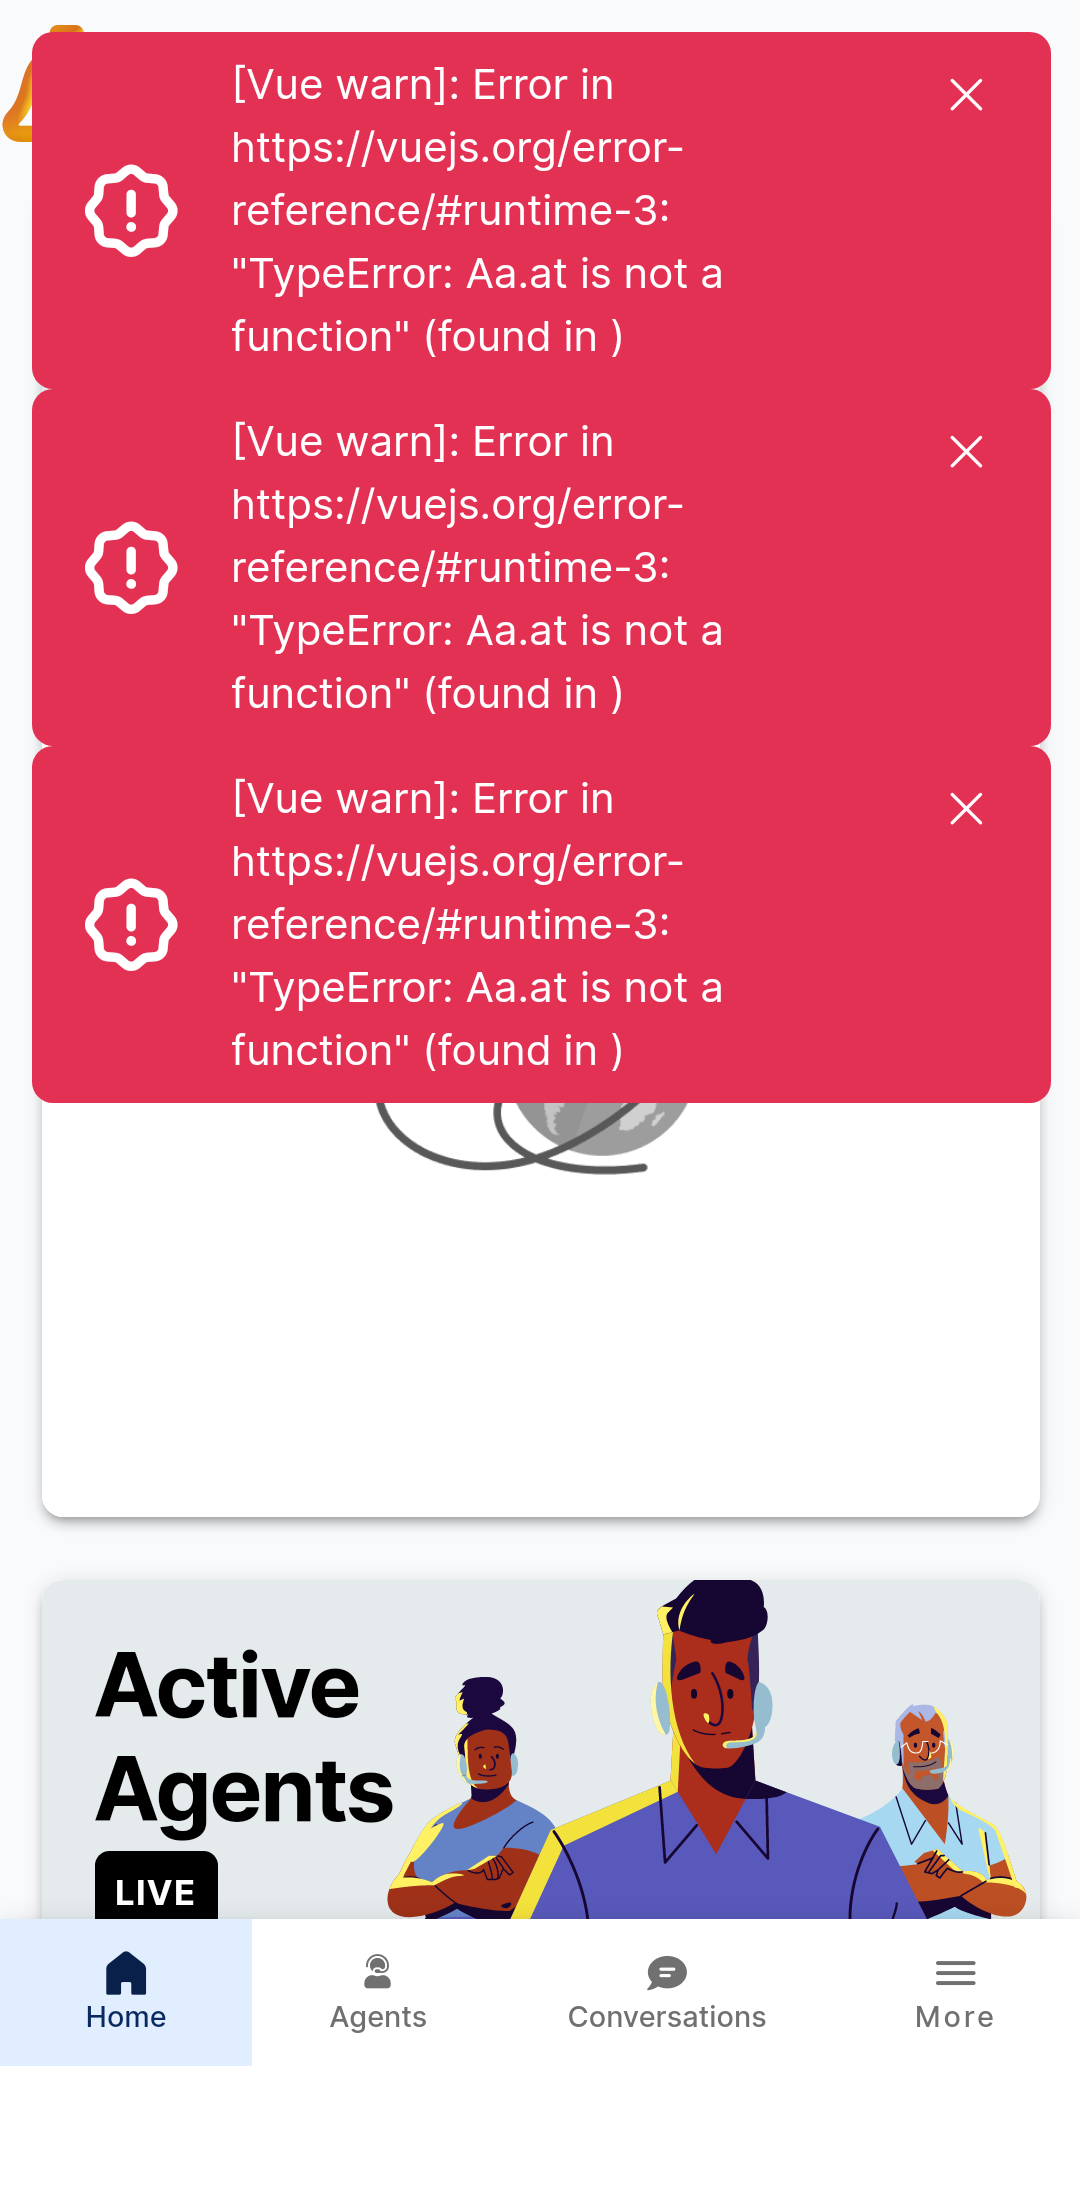 [Vue warn]: Error in
https://vuejs.org/error-
reference/#runtime-3:
"TypeError: Aa.at is not a
function" (found in )
[Vue warn]: Error in
https://vuejs.org/error-
reference/#runtime-3:
"TypeError: Aa.at is not a
function" (found in )
[Vue warn]: Error in
https://vuejs.org/error-
reference/#runtime-3:
"TypeError: Aa.at is not a
function" (found in )
Active
Agents
LIVE
Home
Agents
Conversations
More